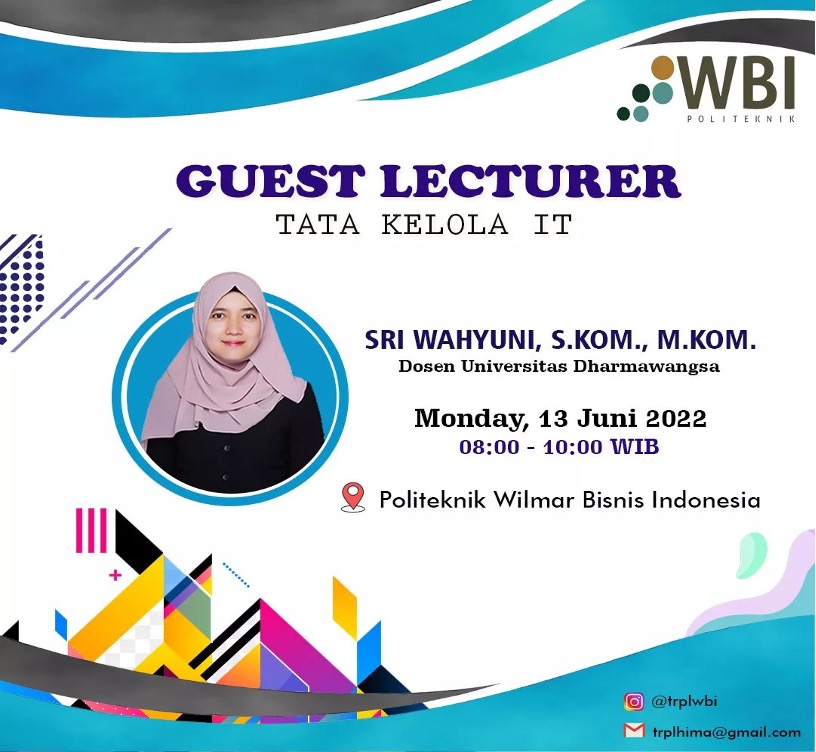 WBI
POLITEKNIK
GUEST LECTURER
TATA KELOLA IT
SRI WAHYUNI, S.KOM., M.KOM.
Dosen Universitas Dharmawangsa
Monday, 13 Juni 2022
08:00 - 10:00 WIB
Politeknik Wilmar Bisnis Indonesia
@trplwbi
trplhima@gmail.com